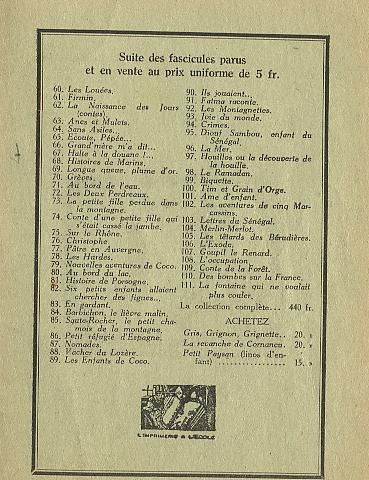 Suite des fascicules parus
et en vente au prix uniforme de 5 fr.
60. Les Louées.
61. Firmin.
62. La Naissance des Jours
(contes).
63. Anes et Mulets.
64. Sans Asiles...
65. Ecoute, Pépée...
66. Grand'mère m'a dit...
67. Halte à la douane !...
68. Histoires de Marins.
69. Longue queue, plume d'or.
70. Grèves.
71. Au bord de l'eau.
72. Les Deux Perdreaux.
73. La petite fille perdue dans
la montagne.
74. Conte d'une petite fille qui
s'était cassé la jambe.
75. Sur le Rhône.
76. Christophe.
77. Pâtre en Auvergne.
78. Les Hardes.
79. Nouvelles aventures de Coco.
80. Au bord du lac.
81. Histoire de Porsogne.
82. Six petits enfants allaient
chercher des figues...
83. En gardant.
84. Barbichon, le lièvre malin.
85. Saute-Rocher, le petit cha-
mois de la montagne.
86. Petit réfugié d'Espagne.
87. Nomades.
88. Vacher du Lozère.
89. Les Enfants de Coco.
90. Ils jouaient...
91. Fatma raconte.
92. Les Montagnettes.
93. Joie du monde.
94. Crimes.
95. Diouf Sambou, enfant du
Sénégal.
96. La Mer.
97. Houillos ou la découverte de
la houille.
98. Le Ramadan.
99. Biquette.
100. Tim et Grain d'Orge.
101. Ame d'enfant.
102. Les aventures de cinq Mar-
cassins.
103. Lettres du Sénégal.
104. Merlin-Merlot.
105. Les têtards des Bérudières.
106. L'Exode.
107. Goupil le Renard.
108. L'occupation
109. Conte de la Forêt.
110. Des bombes sur la France.
111. La fontaine qui ne voulait
plus couler.
La collection complète... 440 fr.
ACHETEZ
Gris, Grignon, Grignette.. 20. »
La revanche de Cornancu. 20. »
Petit Paysan (linos d'en-
fant) .................. 15. »
L'IMPRIMERIE A L'ECOLE